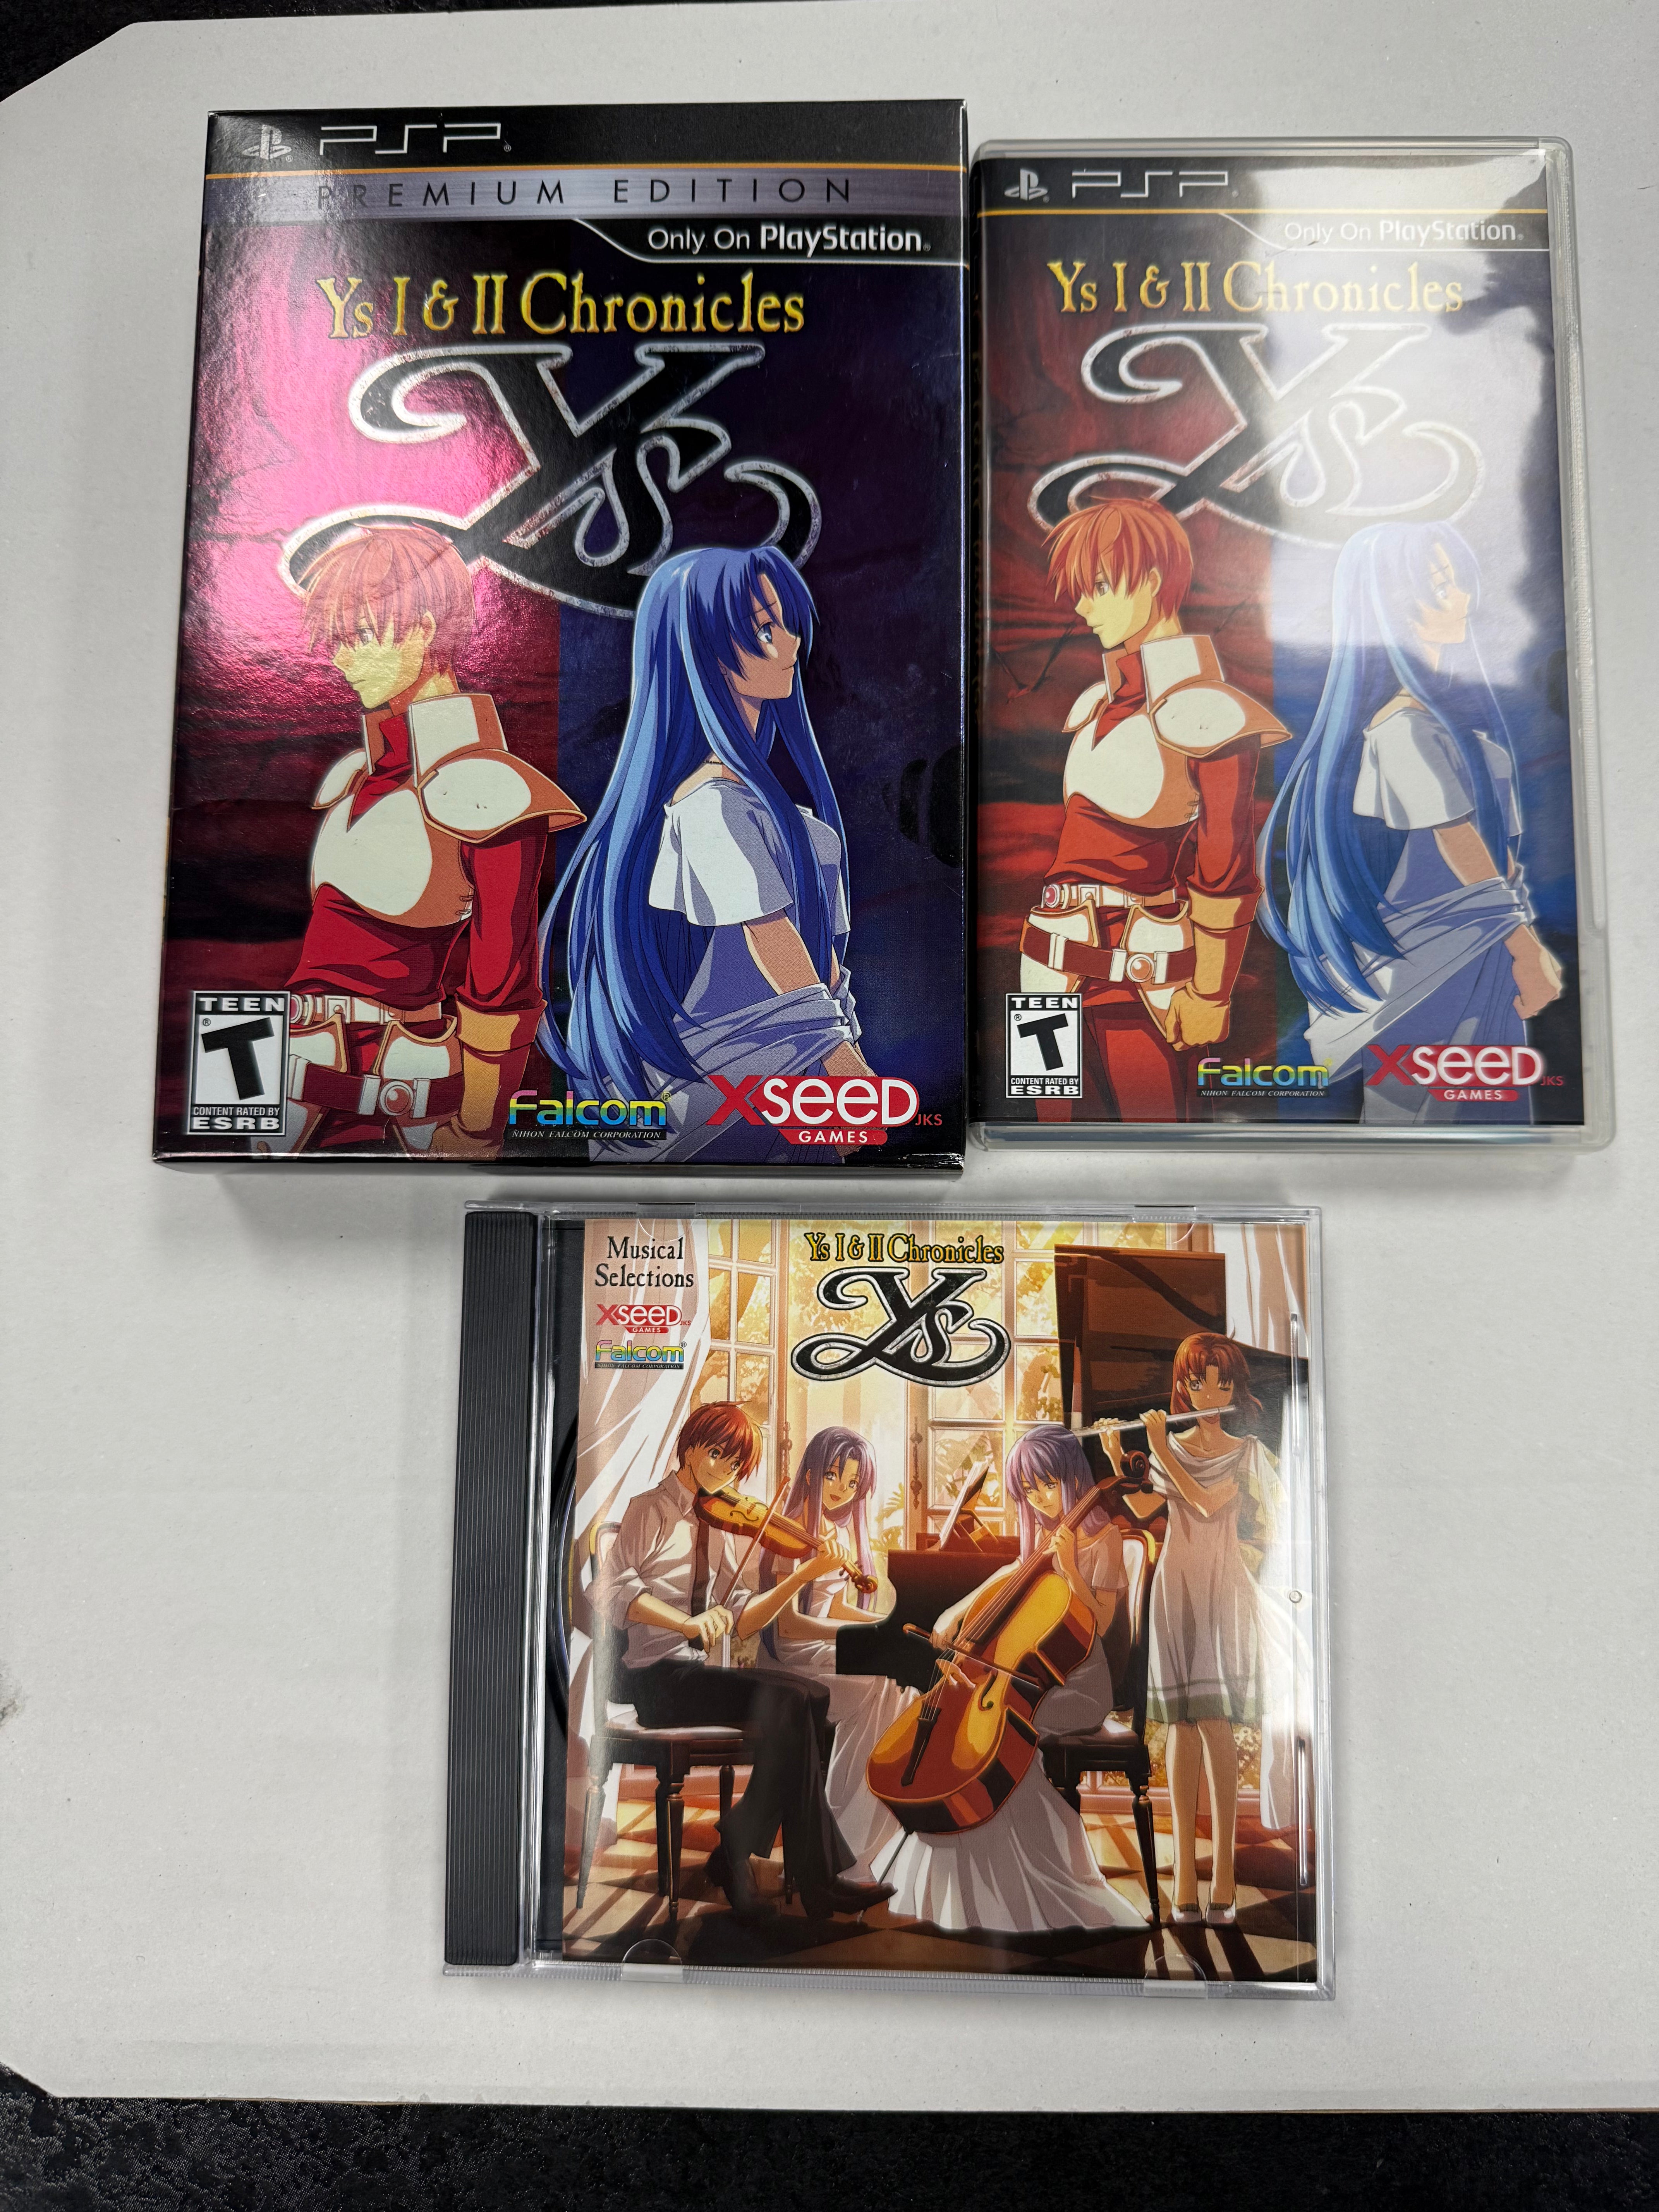 PSP
PREMIUM EDITION
Only On PlayStation®
Ys I & II Chronicles
Ys
TEEN
T
CONTENT RATED BY
ESRB
Falcom®
NIHON FALCOM CORPORATION
XSEED JKS
GAMES
PSP
Only On PlayStation®
Ys I & II Chronicles
Ys
TEEN
T
CONTENT RATED BY
ESRB
Falcom
NIHON FALCOM CORPORATION
XSEED JKS
GAMES
Musical
Selections
XSEED JKS
GAMES
Falcom
NIHON FALCOM CORPORATION
Ys I & II Chronicles
Ys